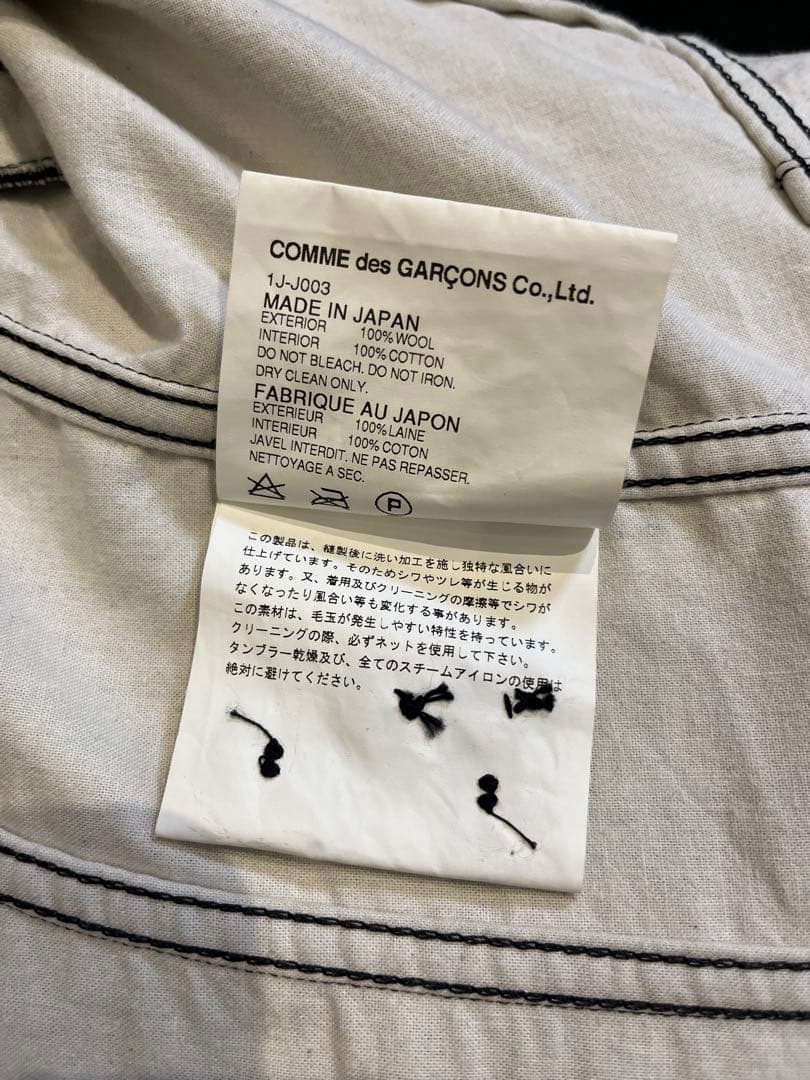 COMME des GARÇONS Co.,Ltd.
1J-J003
MADE IN JAPAN
EXTERIOR 100%WOOL
INTERIOR 100%COTTON
DO NOT BLEACH. DO NOT IRON.
DRY CLEAN ONLY.
FABRIQUE AU JAPON
EXTERIEUR 100%LAINE
INTERIEUR 100%COTON
JAVEL INTERDIT. NE PAS REPASSER.
NETTOYAGE A SEC.
P
この製品は、縫製後に洗い加工を施し独特な風合いに
仕上げています。そのためシワやツレ等が生じる物が
あります。又、着用及びクリーニングの摩擦等でシワが
なくなったり風合い等も変化する事があります。
この素材は、毛玉が発生しやすい特性を持っています。
クリーニングの際、必ずネットを使用して下さい。
タンブラー乾燥及び、全てのスチームアイロンの使用は
絶対に避けてください。